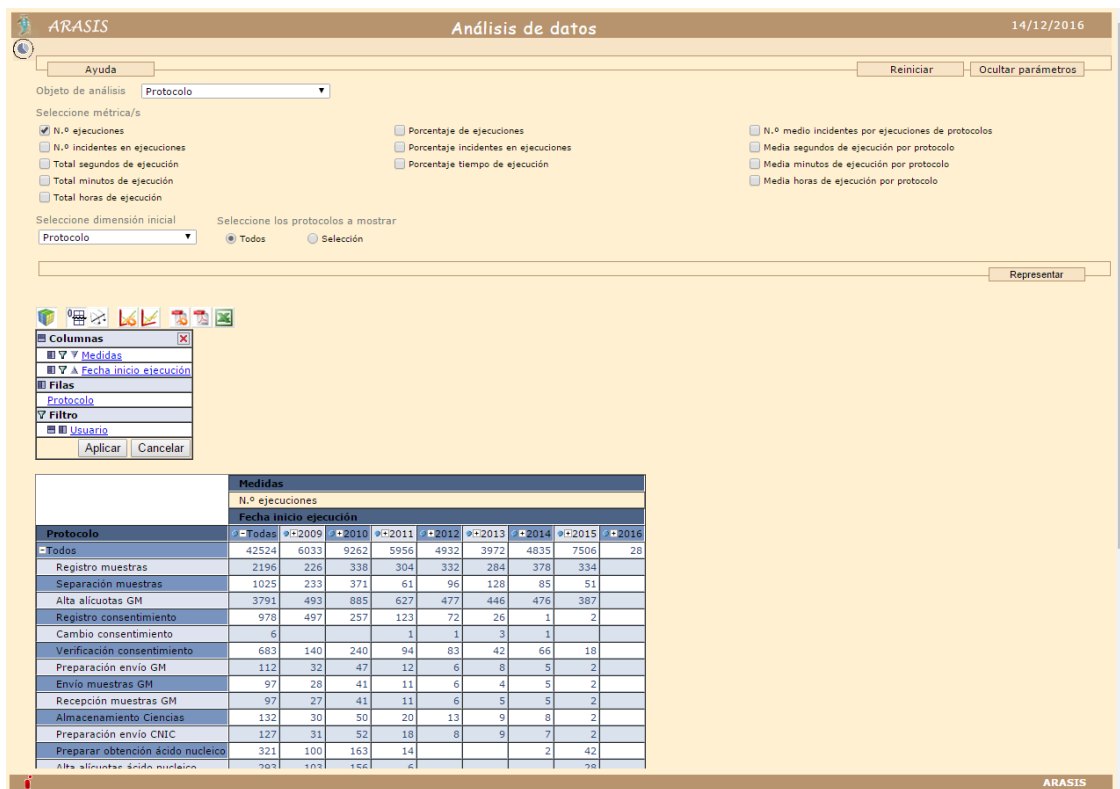 ARASIS Análisis de datos 14/12/2016
Ayuda Reiniciar Ocultar parámetros
Objeto de análisis Protocolo
Seleccione métrica/s
N.º ejecuciones Porcentaje de ejecuciones N.º medio incidentes por ejecuciones de protocolos
N.º incidentes en ejecuciones Porcentaje incidentes en ejecuciones Media segundos de ejecución por protocolo
Total segundos de ejecución Porcentaje tiempo de ejecución Media minutos de ejecución por protocolo
Total minutos de ejecución Media horas de ejecución por protocolo
Total horas de ejecución
Seleccione dimensión inicial Seleccione los protocolos a mostrar
Protocolo Todos Selección
Representar
Columnas
Medidas
Fecha inicio ejecución
Filas
Protocolo
Filtro
Usuario
Aplicar Cancelar
Medidas
N.º ejecuciones
Fecha inicio ejecución
Protocolo Todas 2009 2010 2011 2012 2013 2014 2015 2016
Todos 42524 6033 9262 5956 4932 3972 4835 7506 28
Registro muestras 2196 226 338 304 332 284 378 334
Separación muestras 1025 233 371 61 96 128 85 51
Alta alícuotas GM 3791 493 885 627 477 446 476 387
Registro consentimiento 978 497 257 123 72 26 1 2
Cambio consentimiento 6 1 1 3 1
Verificación consentimiento 683 140 240 94 83 42 66 18
Preparación envío GM 112 32 47 12 6 8 5 2
Envío muestras GM 97 28 41 11 6 4 5 2
Recepción muestras GM 97 27 41 11 6 5 5 2
Almacenamiento Ciencias 132 30 50 20 13 9 8 2
Preparación envío CNIC 127 31 52 18 8 9 7 2
Preparar obtención ácido nucleico 321 100 163 14 2 42
Alta alícuotas ácido nucleico 293 103 156 6 28
ARASIS